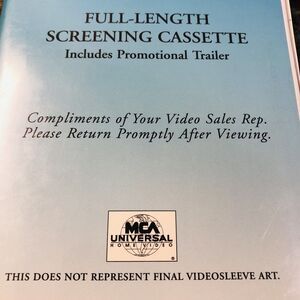 FULL-LENGTH
SCREENING CASSETTE
Includes Promotional Trailer
Compliments of Your Video Sales Rep.
Please Return Promptly After Viewing.
MCA
UNIVERSAL
HOME VIDEO
®
THIS DOES NOT REPRESENT FINAL VIDEOSLEEVE ART.